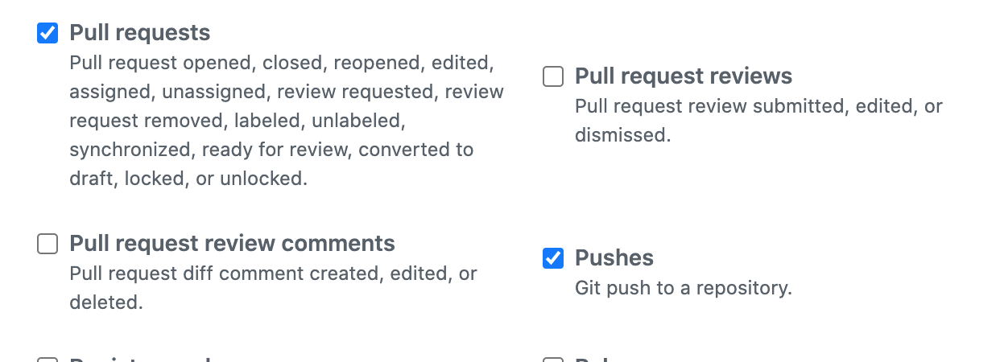 Pull requests
Pull request opened, closed, reopened, edited,
assigned, unassigned, review requested, review
request removed, labeled, unlabeled,
synchronized, ready for review, converted to
draft, locked, or unlocked.
Pull request reviews
Pull request review submitted, edited, or
dismissed.
Pull request review comments
Pull request diff comment created, edited, or
deleted.
Pushes
Git push to a repository.